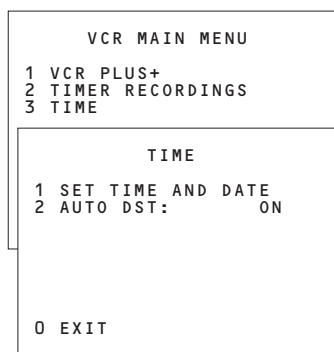 VCR MAIN MENU
1 VCR PLUS+
2 TIMER RECORDINGS
3 TIME
TIME
1 SET TIME AND DATE
2 AUTO DST: ON
0 EXIT